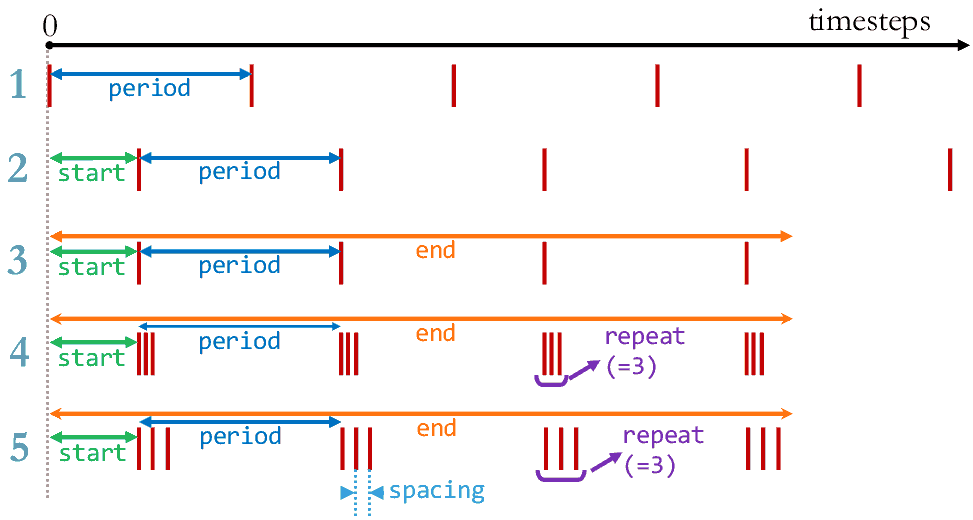 0
timesteps
1
period
2
start
period
3
start
period
end
4
start
period
end
repeat
(=3)
5
start
period
end
repeat
(=3)
spacing